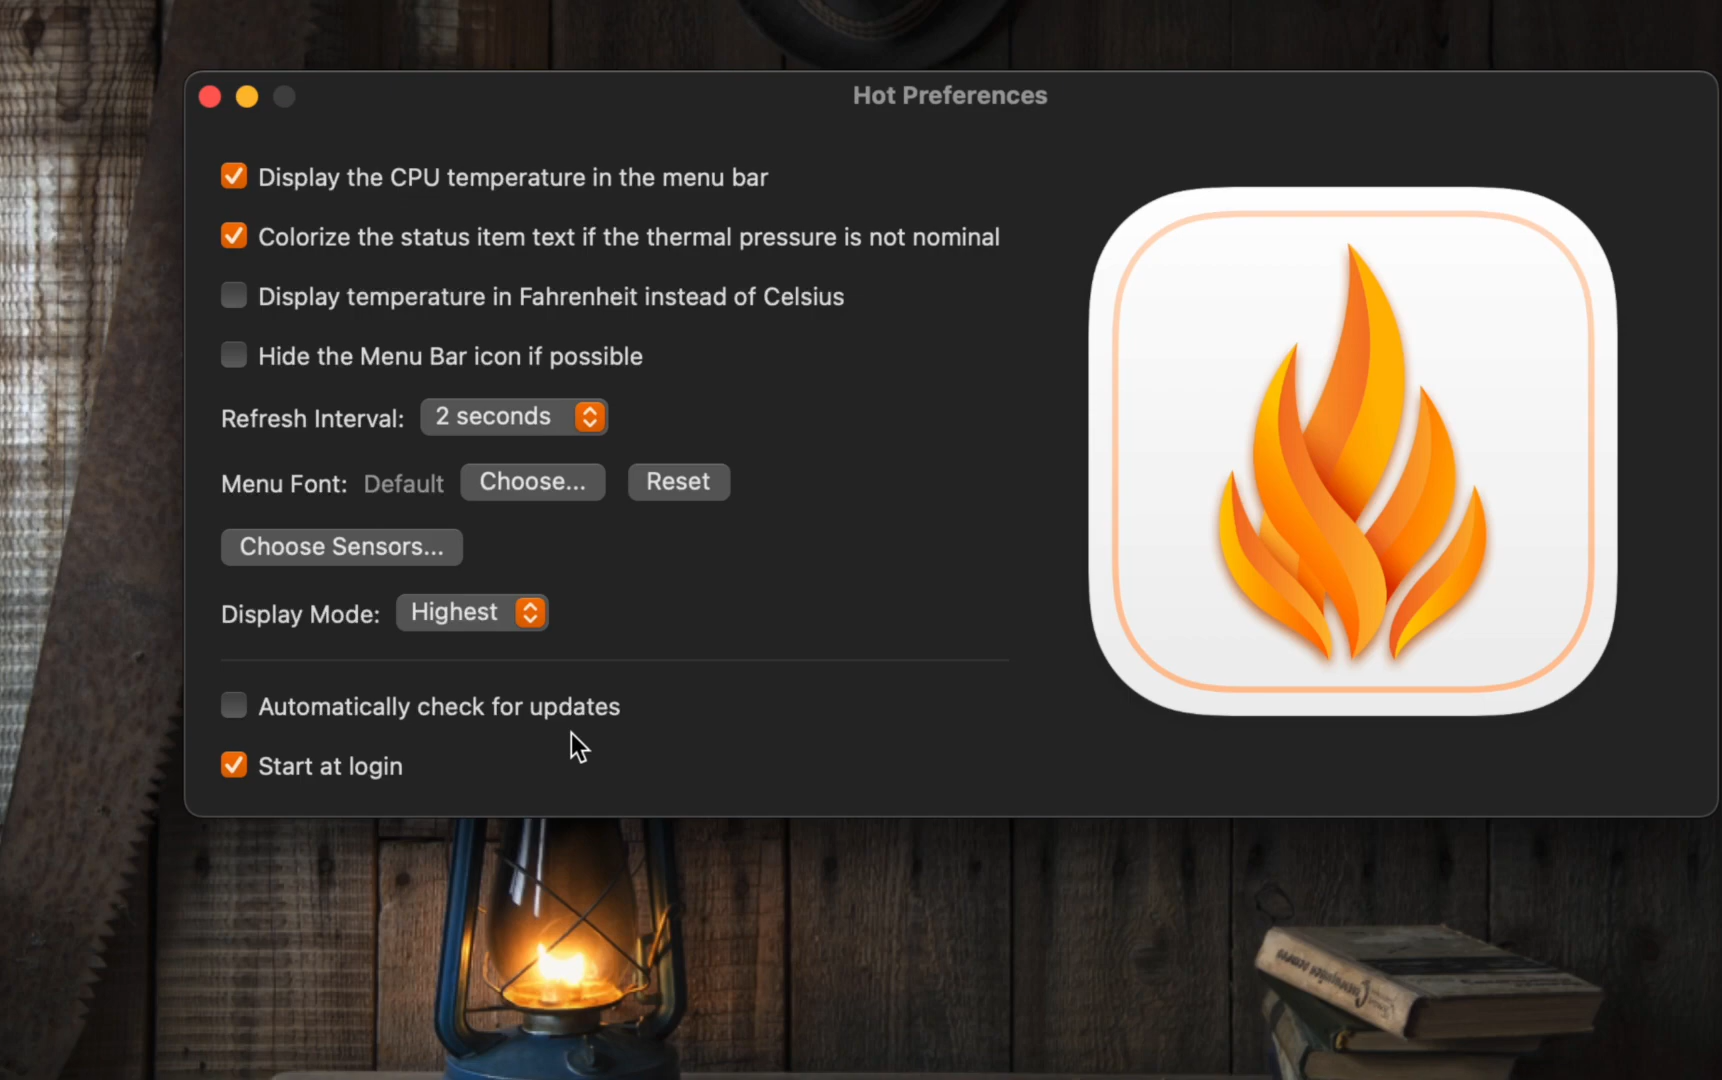 Hot Preferences
Display the CPU temperature in the menu bar
Colorize the status item text if the thermal pressure is not nominal
Display temperature in Fahrenheit instead of Celsius
Hide the Menu Bar icon if possible
Refresh Interval: 2 seconds
Menu Font: Default Choose... Reset
Choose Sensors...
Display Mode: Highest
Automatically check for updates
Start at login